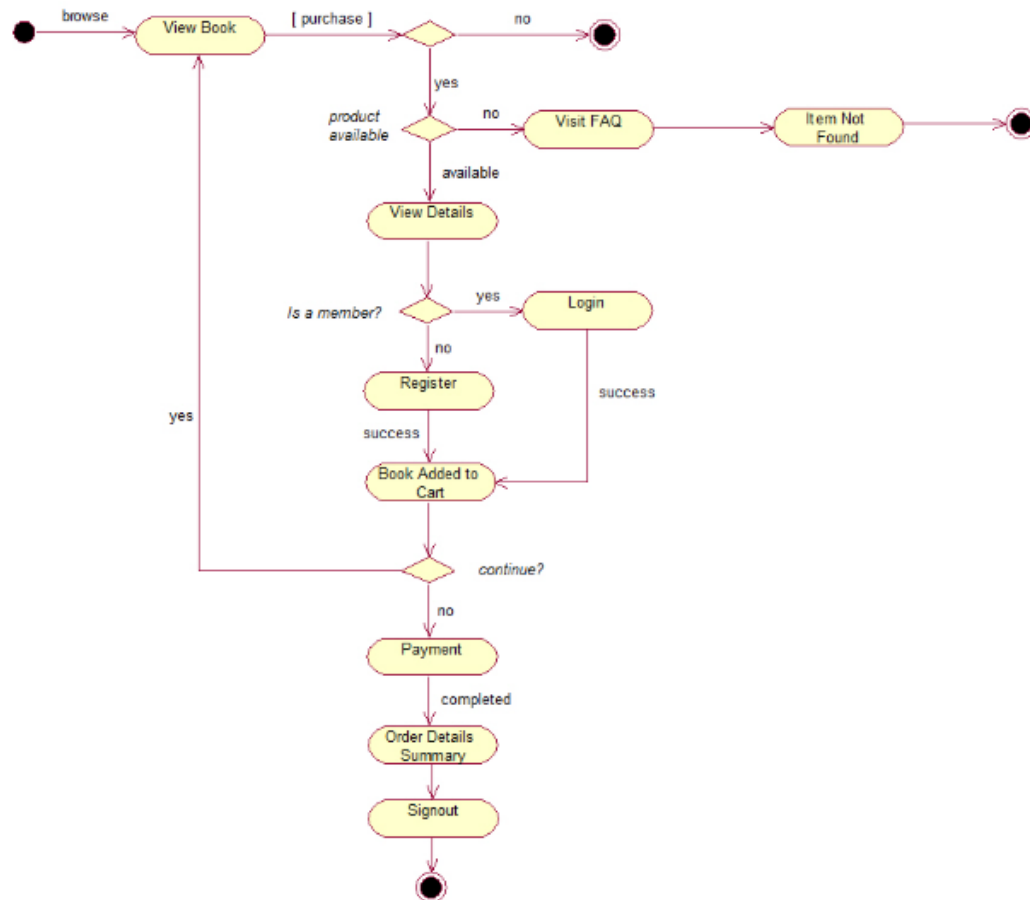 browse
View Book
[ purchase ]
no
yes
product
available
no
Visit FAQ
Item Not
Found
available
View Details
Is a member?
yes
Login
no
Register
success
success
yes
Book Added to
Cart
continue?
no
Payment
completed
Order Details
Summary
Signout